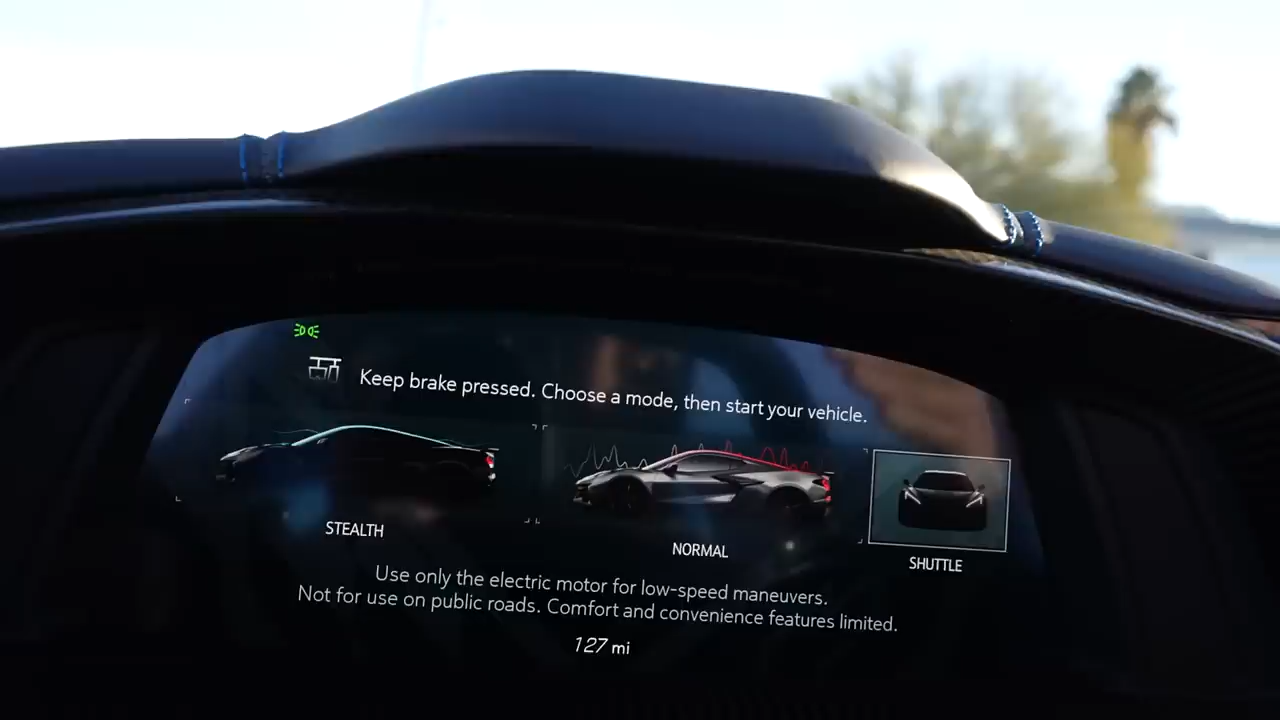 Keep brake pressed. Choose a mode, then start your vehicle.
STEALTH
NORMAL
SHUTTLE
Use only the electric motor for low-speed maneuvers.
Not for use on public roads. Comfort and convenience features limited.
127 mi